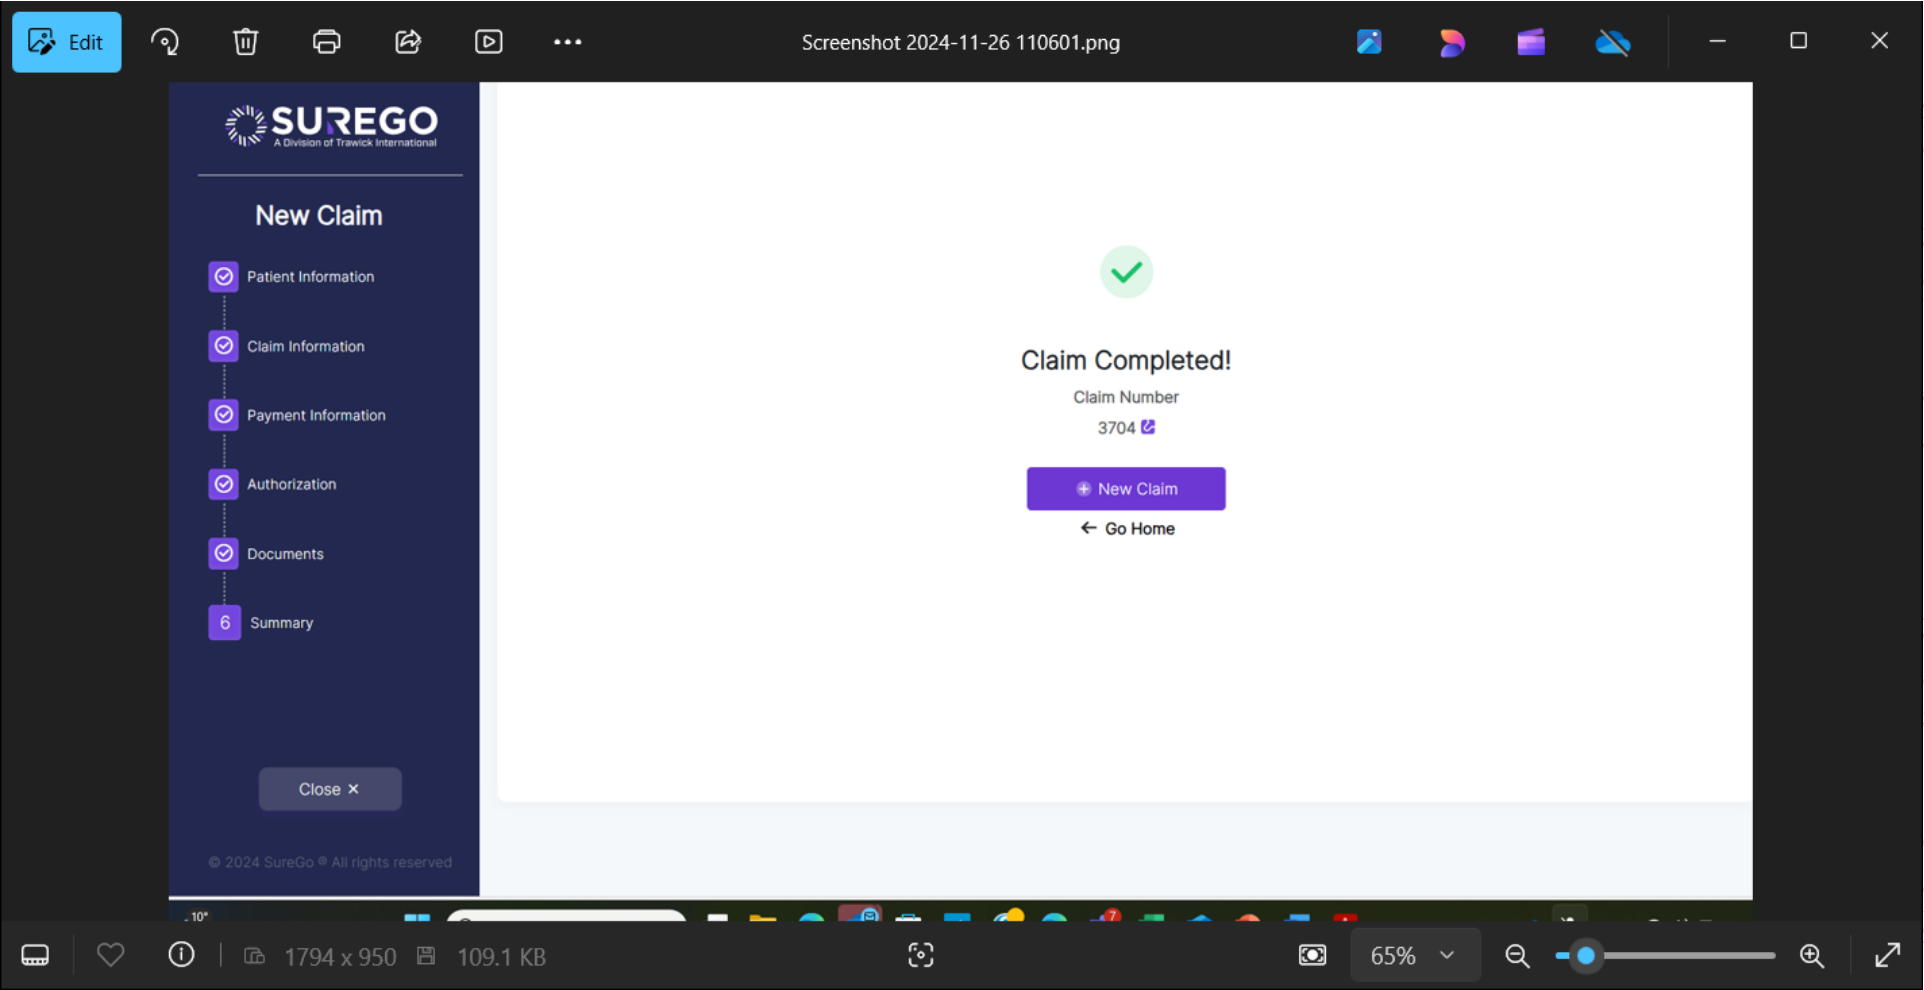 Edit
Screenshot 2024-11-26 110601.png
SUREGO
A Division of Trawick International
New Claim
Patient Information
Claim Information
Payment Information
Authorization
Documents
6 Summary
Close ×
© 2024 SureGo ® All rights reserved
Claim Completed!
Claim Number
3704
New Claim
← Go Home
10°
7
1794 x 950
109.1 KB
65%